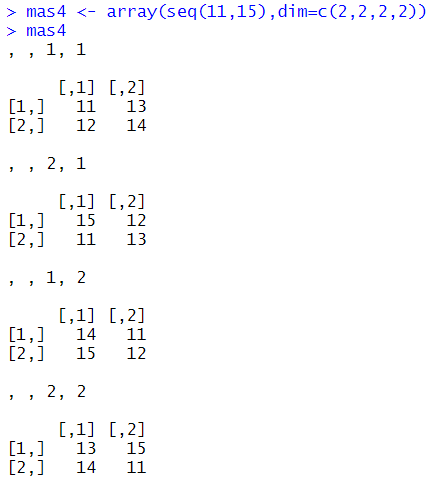 > mas4 <- array(seq(11,15),dim=c(2,2,2,2))
> mas4
, , 1, 1

     [,1] [,2]
[1,]   11   13
[2,]   12   14

, , 2, 1

     [,1] [,2]
[1,]   15   12
[2,]   11   13

, , 1, 2

     [,1] [,2]
[1,]   14   11
[2,]   15   12

, , 2, 2

     [,1] [,2]
[1,]   13   15
[2,]   14   11